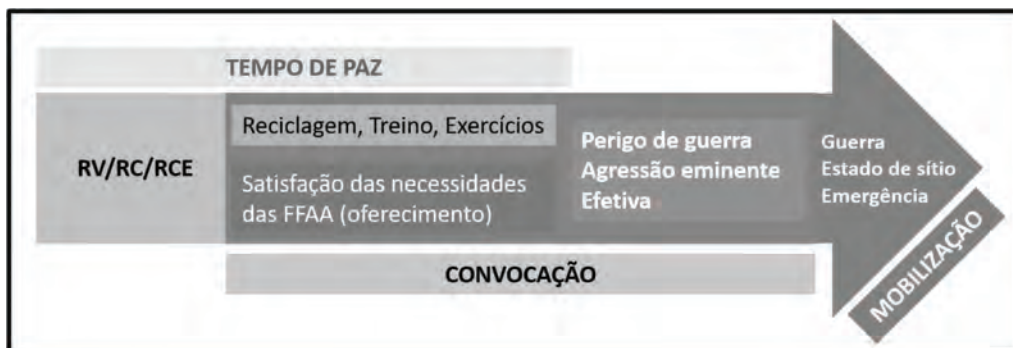 TEMPO DE PAZ
RV/RC/RCE
Reciclagem, Treino, Exercícios
Satisfação das necessidades
das FFAA (oferecimento)
Perigo de guerra
Agressão eminente
Efetiva
Guerra
Estado de sítio
Emergência
CONVOCAÇÃO
MOBILIZAÇÃO